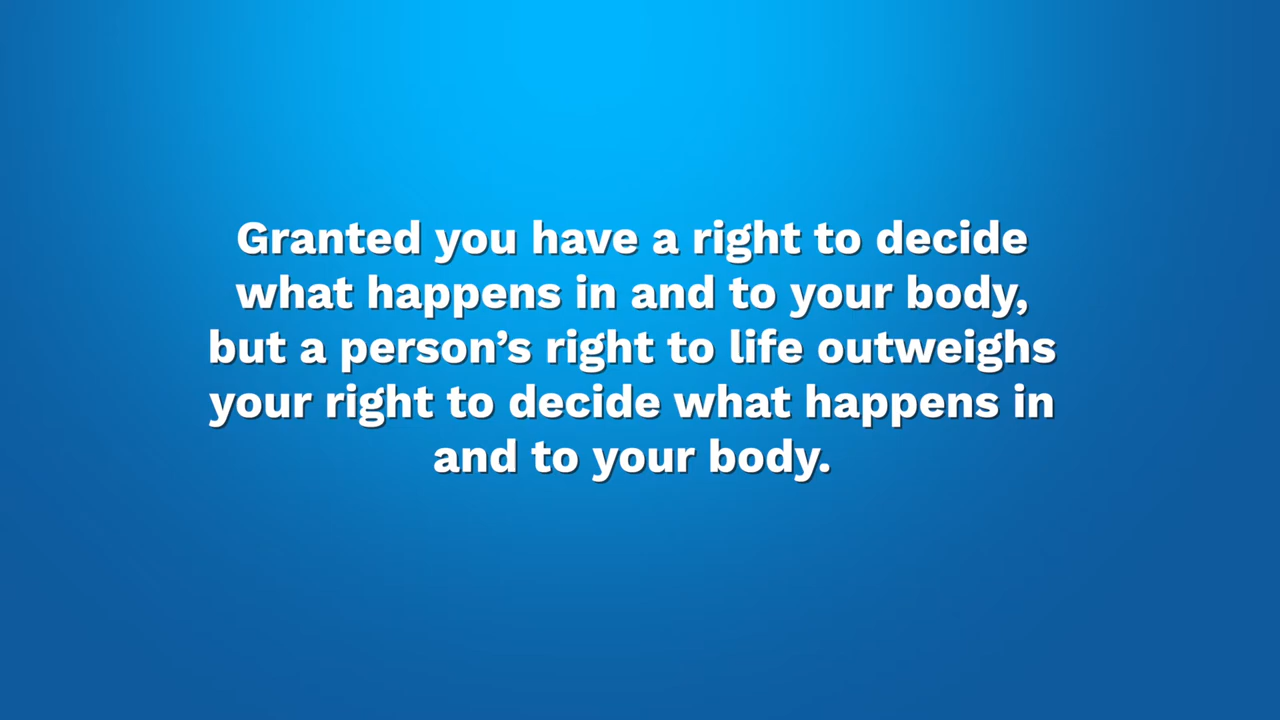 Granted you have a right to decide
what happens in and to your body,
but a person’s right to life outweighs
your right to decide what happens in
and to your body.